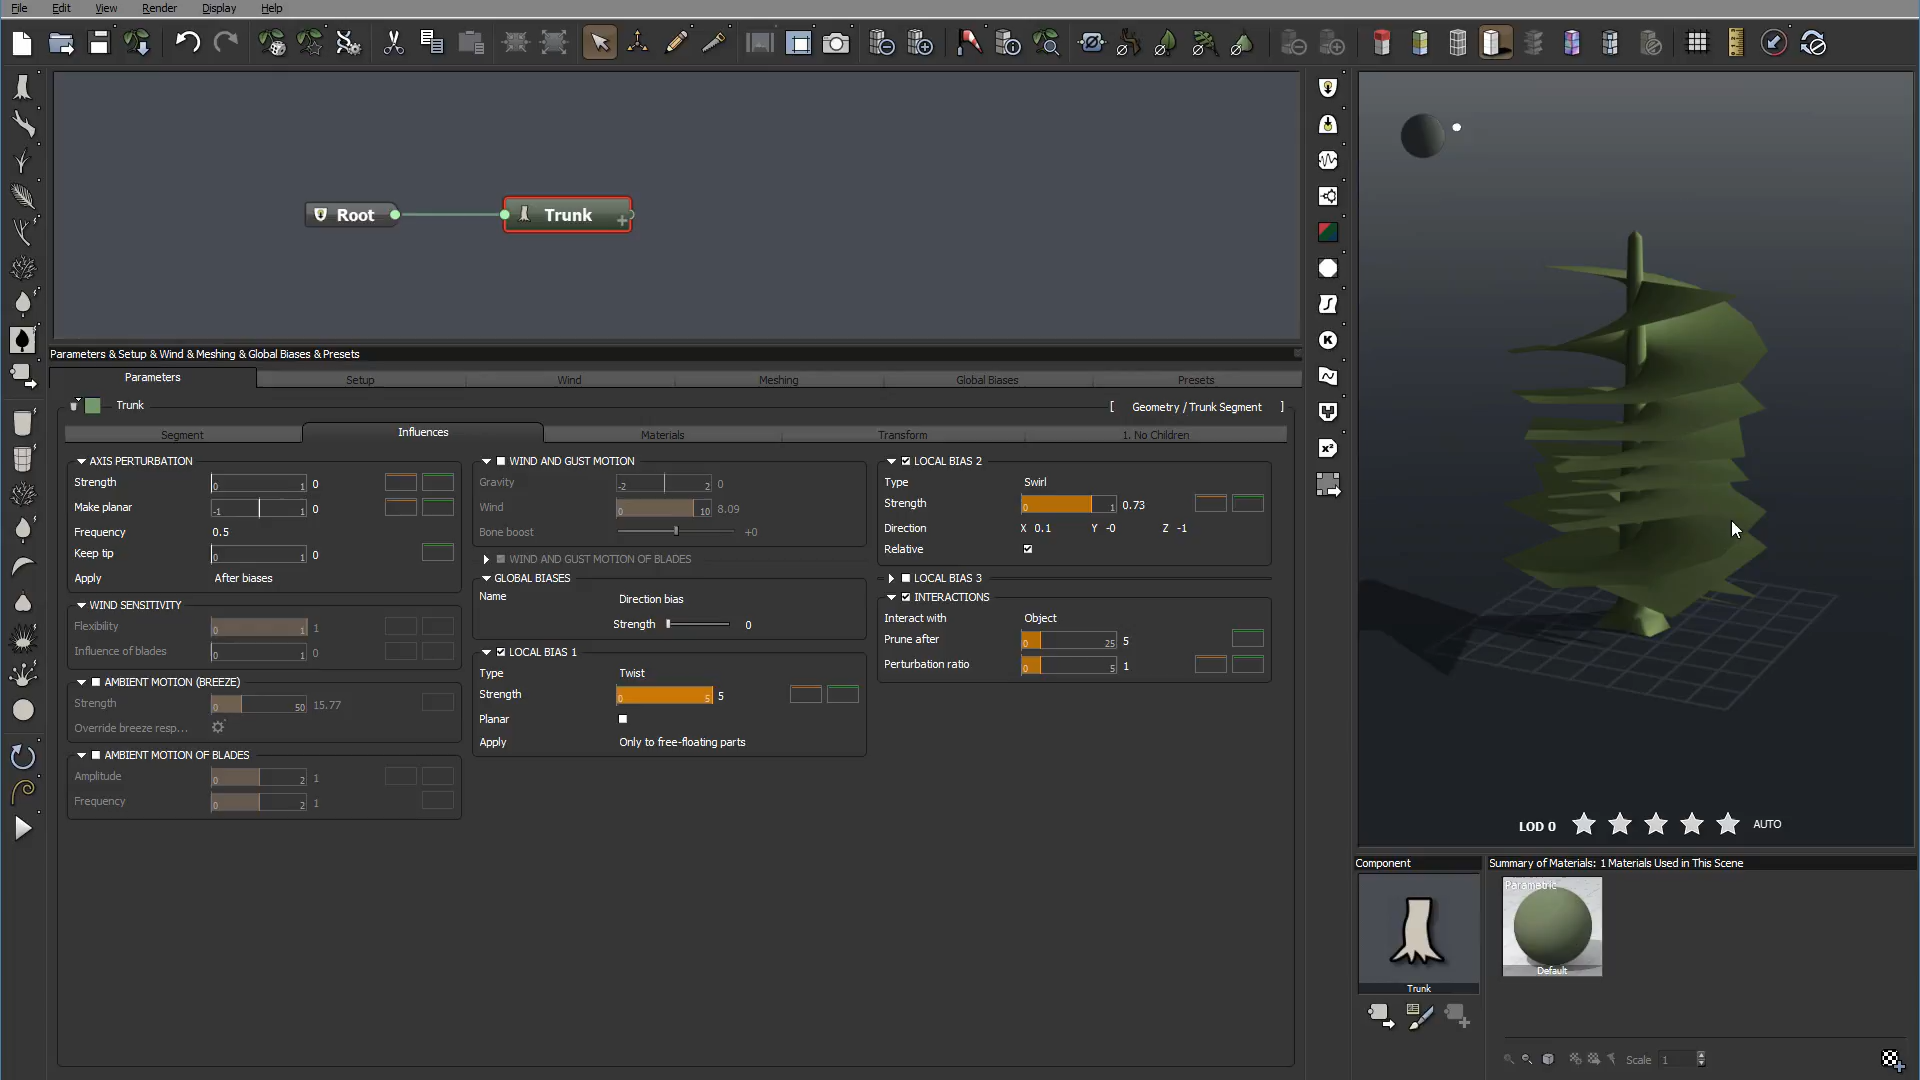 File Edit View Render Display Help
Root
Trunk
Parameters & Setup & Wind & Meshing & Global Biases & Presets
Parameters Setup Wind Meshing Global Biases Presets
Trunk [ Geometry / Trunk Segment ]
Segment Influences Materials Transform 1. No Children
AXIS PERTURBATION
Strength 0 1 0
Make planar -1 1 0
Frequency 0.5
Keep tip 0 1 0
Apply After biases
WIND SENSITIVITY
Flexibility 0 1 1
Influence of blades 0 1 0
AMBIENT MOTION (BREEZE)
Strength 0 50 15.77
Override breeze resp...
AMBIENT MOTION OF BLADES
Amplitude 0 2 1
Frequency 0 2 1
WIND AND GUST MOTION
Gravity -2 2 0
Wind 0 10 8.09
Bone boost +0
WIND AND GUST MOTION OF BLADES
GLOBAL BIASES
Name Direction bias
Strength 0
LOCAL BIAS 1
Type Twist
Strength 0 5 5
Planar
Apply Only to free-floating parts
LOCAL BIAS 2
Type Swirl
Strength 0 1 0.73
Direction X 0.1 Y -0 Z -1
Relative
LOCAL BIAS 3
INTERACTIONS
Interact with Object
Prune after 0 25 5
Perturbation ratio 0 5 1
K
x²
LOD 0 AUTO
Component
Trunk
Summary of Materials: 1 Materials Used in This Scene
Parametric
Default
Scale 1